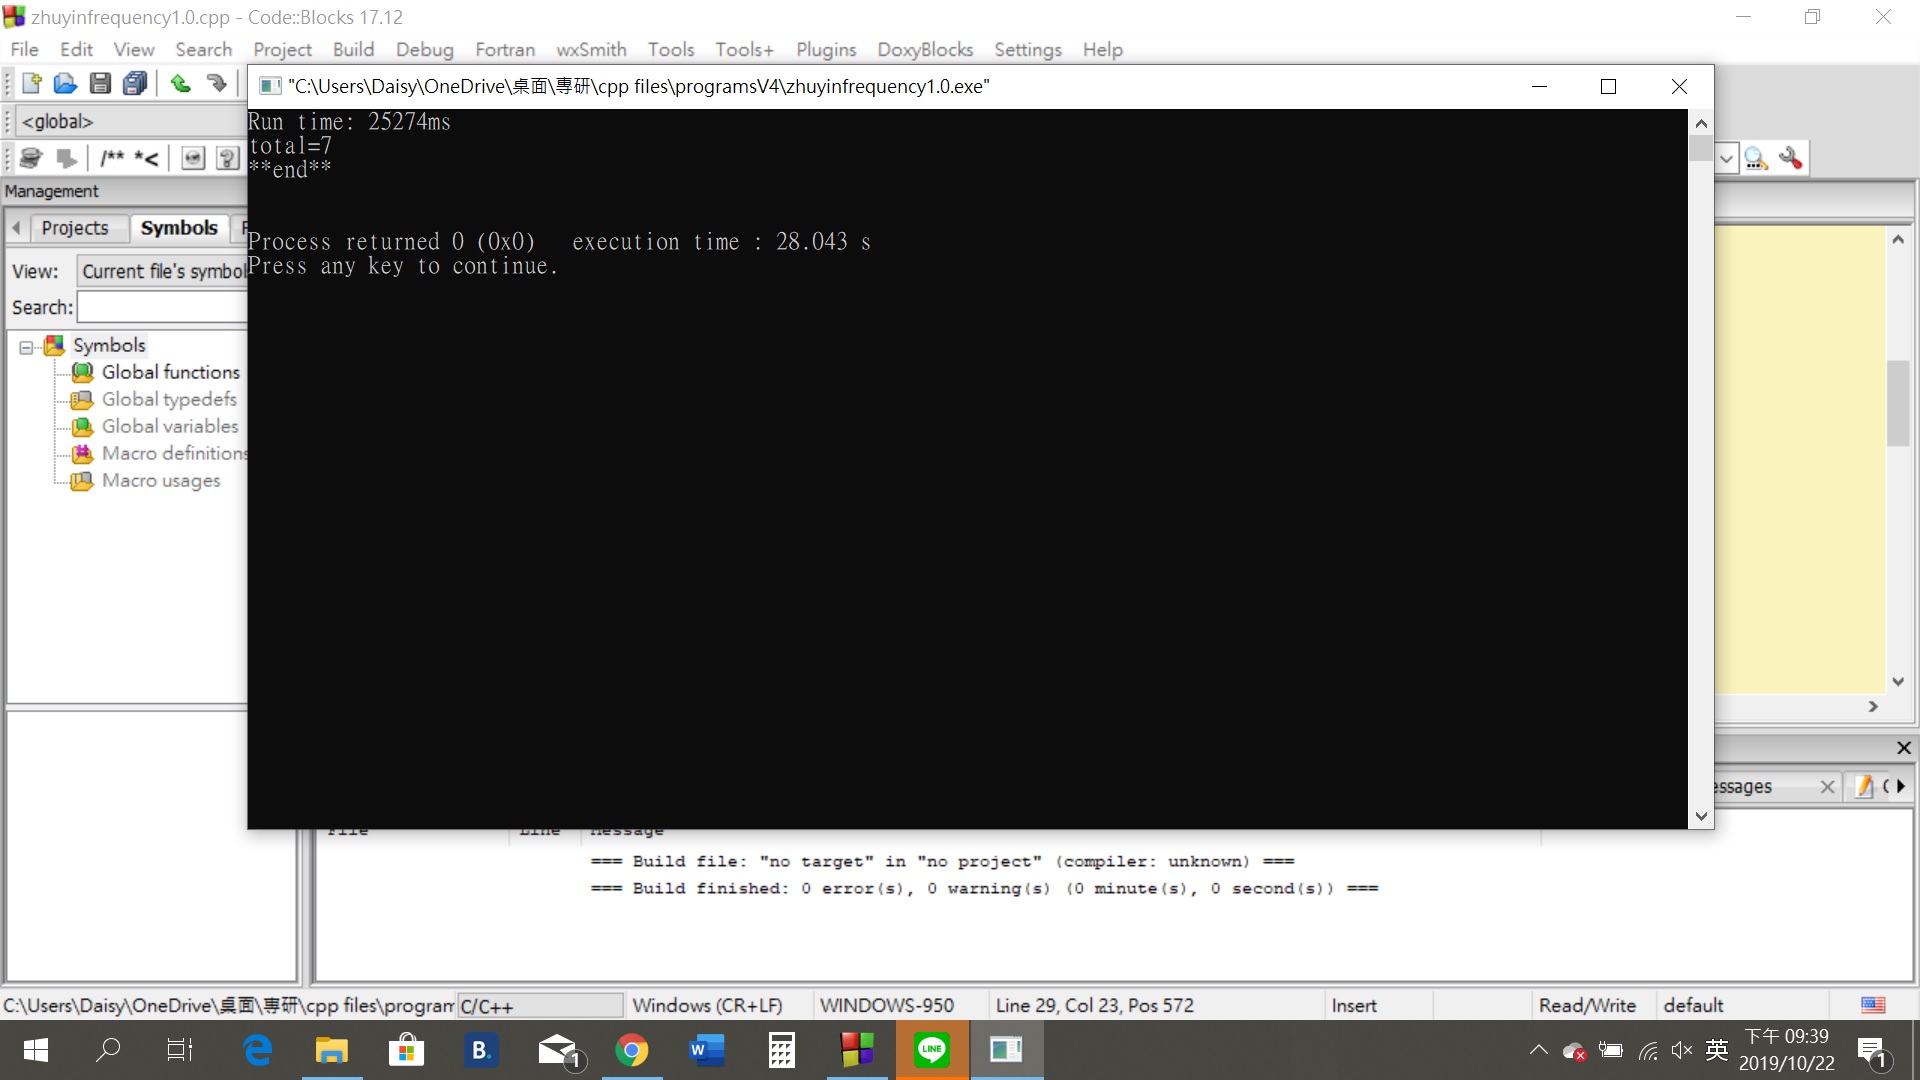 zhuyinfrequency1.0.cpp - Code::Blocks 17.12
File Edit View Search Project Build Debug Fortran wxSmith Tools Tools+ Plugins DoxyBlocks Settings Help
"C:\Users\Daisy\OneDrive\桌面\專研\cpp files\programsV4\zhuyinfrequency1.0.exe"
<global>
/** *<
Management
Projects Symbols
View: Current file's symbol
Search:
Symbols
Global functions
Global typedefs
Global variables
Macro definitions
Macro usages
Run time: 25274ms
total=7
**end**
Process returned 0 (0x0) execution time : 28.043 s
Press any key to continue.
essages
File Line Message
=== Build file: "no target" in "no project" (compiler: unknown) ===
=== Build finished: 0 error(s), 0 warning(s) (0 minute(s), 0 second(s)) ===
C:\Users\Daisy\OneDrive\桌面\專研\cpp files\program C/C++ Windows (CR+LF) WINDOWS-950 Line 29, Col 23, Pos 572 Insert Read/Write default
B. 1 W LINE 英 下午 09:39
2019/10/22 1